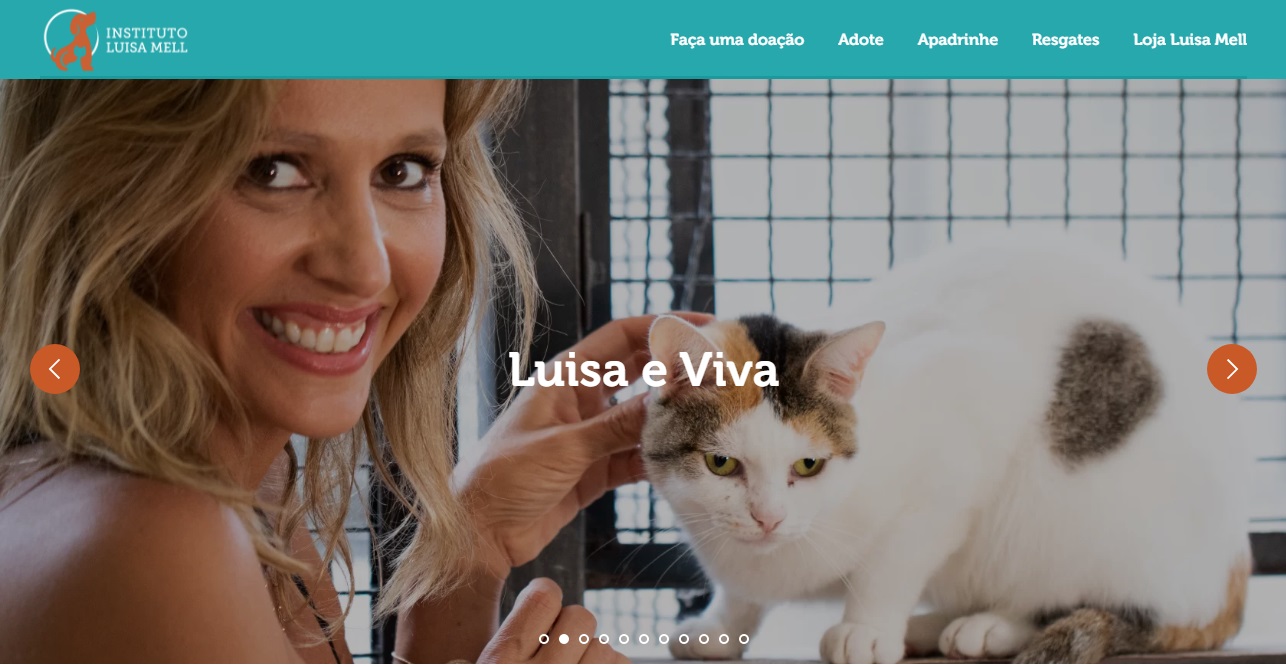 INSTITUTO
LUISA MELL
Faça uma doação
Adote
Apadrinhe
Resgates
Loja Luisa Mell
Luisa e Viva